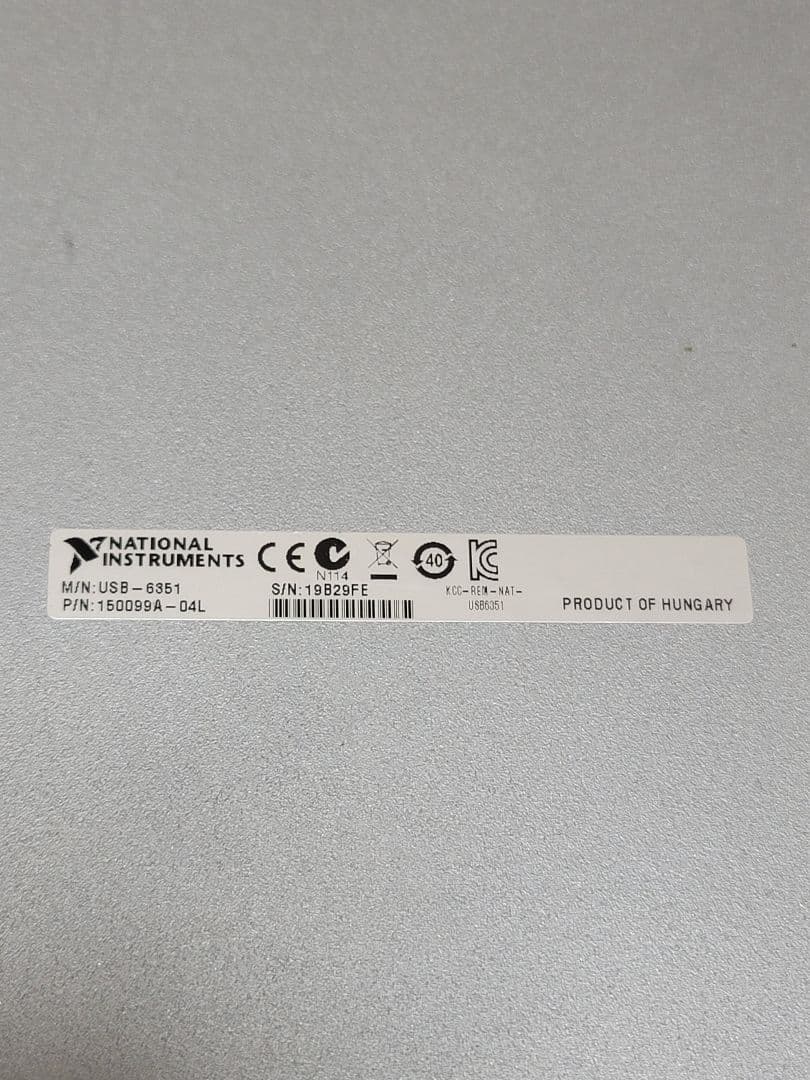 NATIONAL
INSTRUMENTS
N114
40
M/N:USB-6351
S/N:19B29FE
P/N:150099A-04L
KCC-REM-NAT-
USB6351
PRODUCT OF HUNGARY